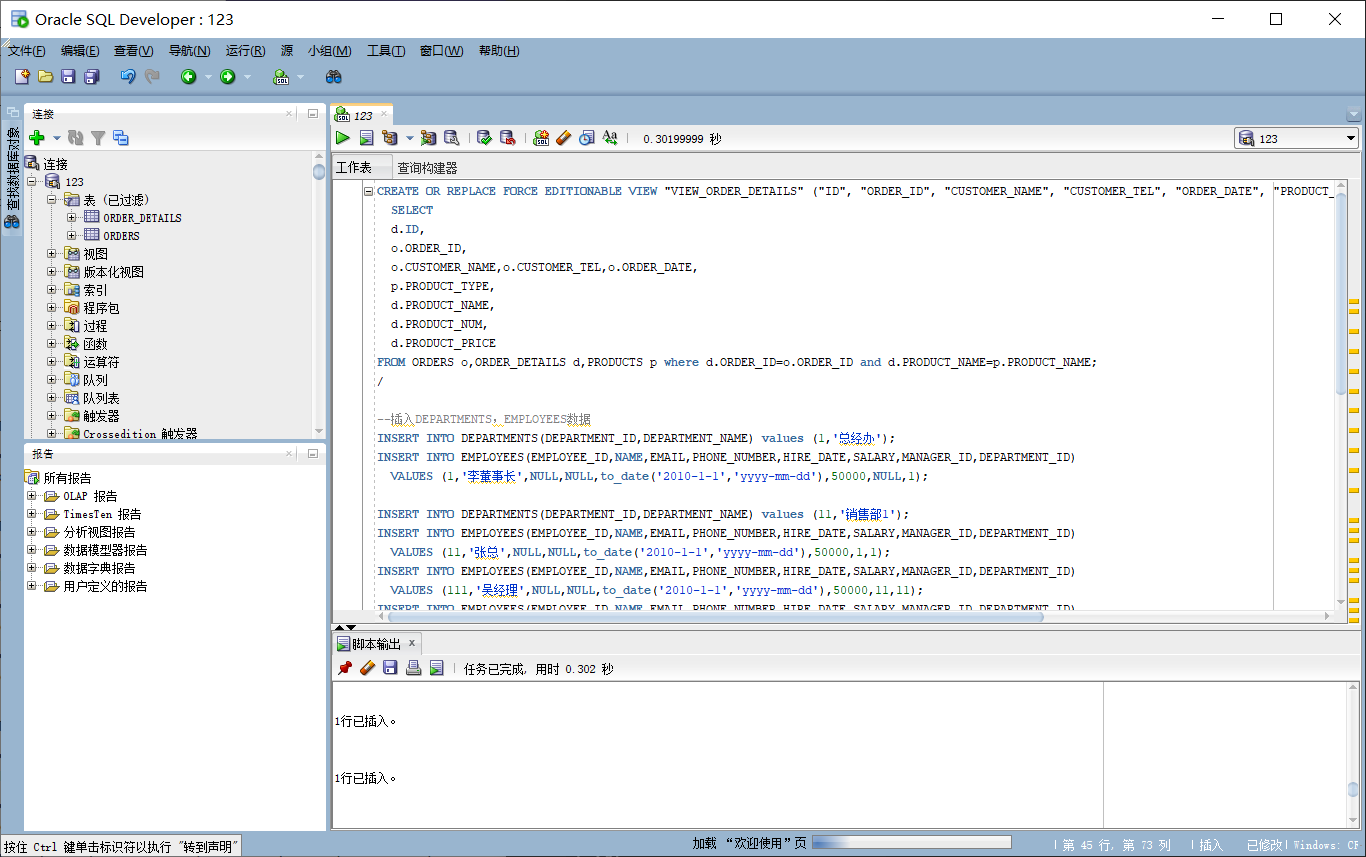 Oracle SQL Developer : 123
文件(F) 编辑(E) 查看(V) 导航(N) 运行(R) 源 小组(M) 工具(T) 窗口(W) 帮助(H)
查找数据库对象
连接
连接
123
表（已过滤）
ORDER_DETAILS
ORDERS
视图
版本化视图
索引
程序包
过程
函数
运算符
队列
队列表
触发器
Crossedition 触发器
报告
所有报告
OLAP 报告
TimesTen 报告
分析视图报告
数据模型器报告
数据字典报告
用户定义的报告
123
0.30199999 秒
123
工作表 查询构建器
CREATE OR REPLACE FORCE EDITIONABLE VIEW "VIEW_ORDER_DETAILS" ("ID", "ORDER_ID", "CUSTOMER_NAME", "CUSTOMER_TEL", "ORDER_DATE", "PRODUCT_
SELECT
d.ID,
o.ORDER_ID,
o.CUSTOMER_NAME,o.CUSTOMER_TEL,o.ORDER_DATE,
p.PRODUCT_TYPE,
d.PRODUCT_NAME,
d.PRODUCT_NUM,
d.PRODUCT_PRICE
FROM ORDERS o,ORDER_DETAILS d,PRODUCTS p where d.ORDER_ID=o.ORDER_ID and d.PRODUCT_NAME=p.PRODUCT_NAME;
/
--插入DEPARTMENTS，EMPLOYEES数据
INSERT INTO DEPARTMENTS(DEPARTMENT_ID,DEPARTMENT_NAME) values (1,'总经办');
INSERT INTO EMPLOYEES(EMPLOYEE_ID,NAME,EMAIL,PHONE_NUMBER,HIRE_DATE,SALARY,MANAGER_ID,DEPARTMENT_ID)
VALUES (1,'李董事长',NULL,NULL,to_date('2010-1-1','yyyy-mm-dd'),50000,NULL,1);
INSERT INTO DEPARTMENTS(DEPARTMENT_ID,DEPARTMENT_NAME) values (11,'销售部1');
INSERT INTO EMPLOYEES(EMPLOYEE_ID,NAME,EMAIL,PHONE_NUMBER,HIRE_DATE,SALARY,MANAGER_ID,DEPARTMENT_ID)
VALUES (11,'张总',NULL,NULL,to_date('2010-1-1','yyyy-mm-dd'),50000,1,1);
INSERT INTO EMPLOYEES(EMPLOYEE_ID,NAME,EMAIL,PHONE_NUMBER,HIRE_DATE,SALARY,MANAGER_ID,DEPARTMENT_ID)
VALUES (111,'吴经理',NULL,NULL,to_date('2010-1-1','yyyy-mm-dd'),50000,11,11);
INSERT INTO EMPLOYEES(EMPLOYEE_ID,NAME,EMAIL,PHONE_NUMBER,HIRE_DATE,SALARY,MANAGER_ID,DEPARTMENT_ID)
脚本输出
任务已完成, 用时 0.302 秒
1行已插入。
1行已插入。
按住 Ctrl 键单击标识符以执行 "转到声明"
加载 “欢迎使用”页
第 45 行, 第 73 列 插入 已修改 Windows: CF